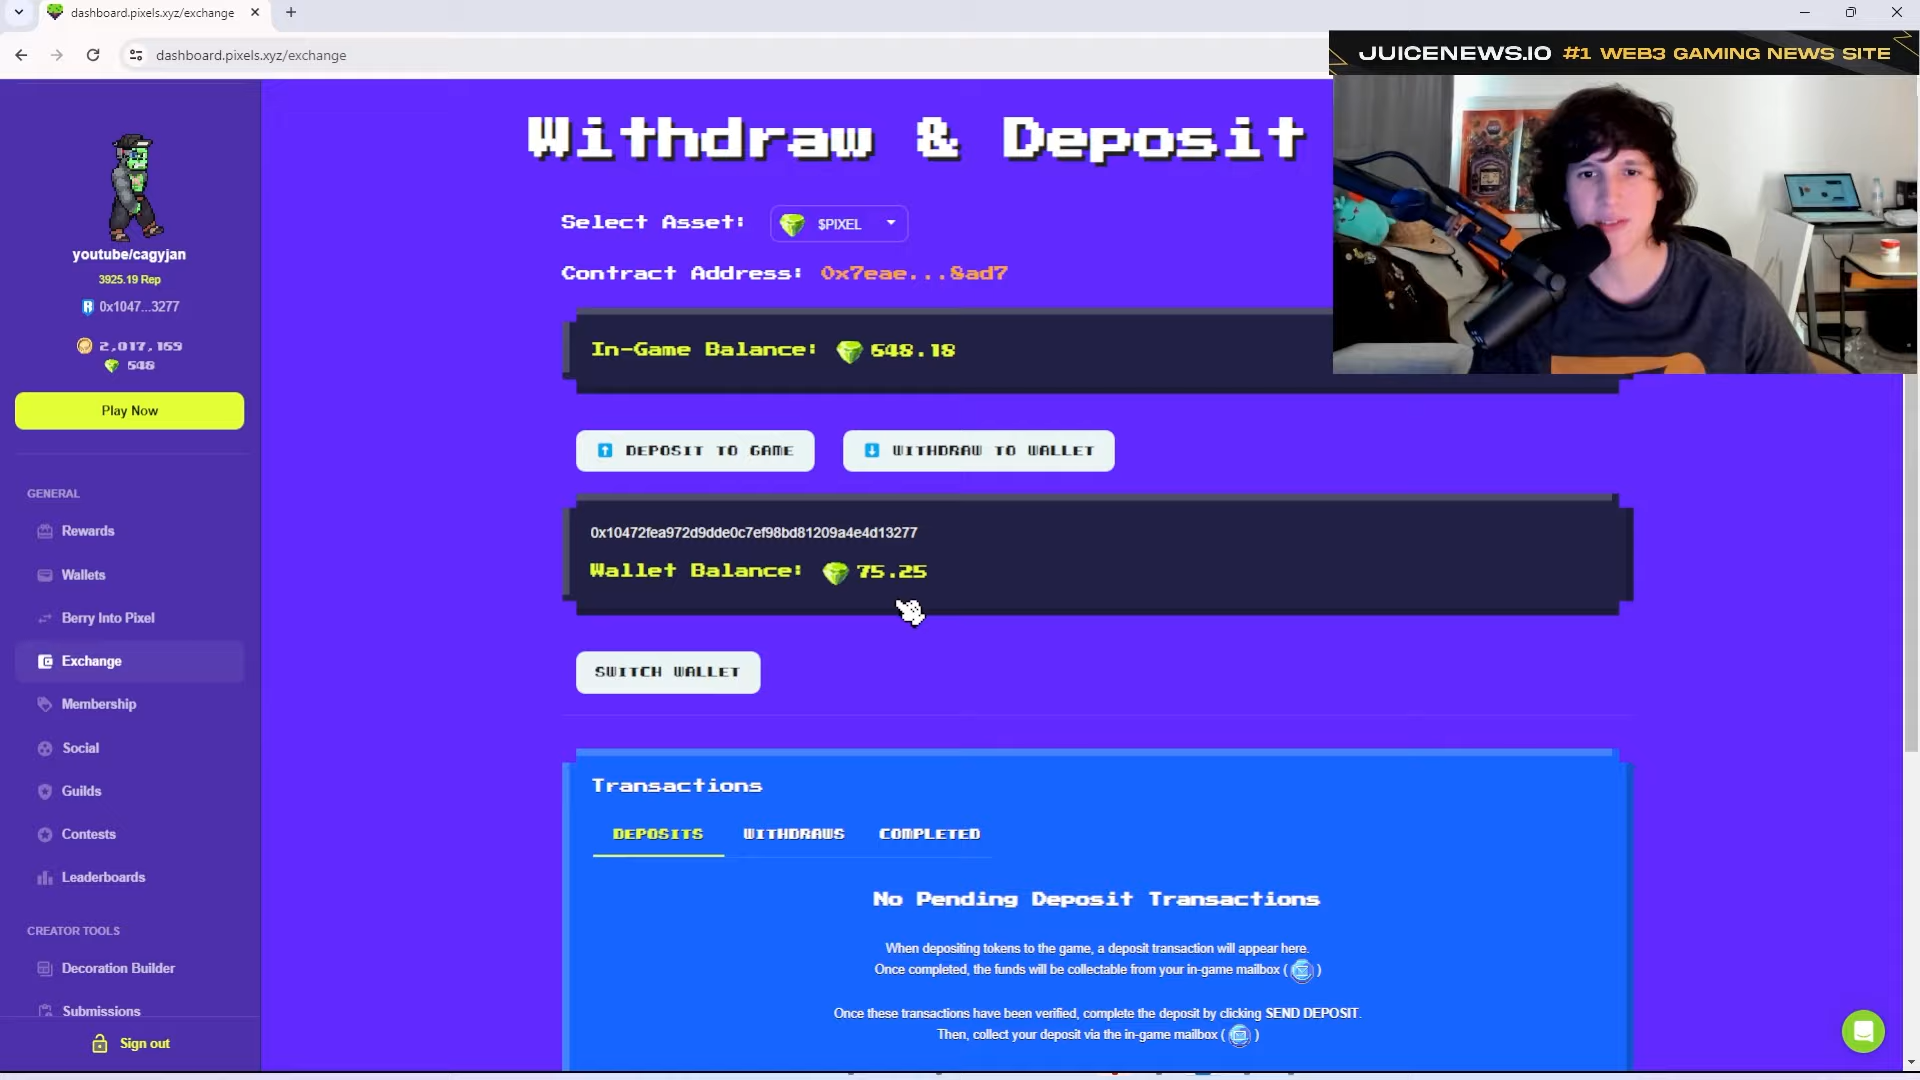 dashboard.pixels.xyz/exchange
dashboard.pixels.xyz/exchange
JUICENEWS.IO #1 WEB3 GAMING NEWS SITE
youtube/cagyjan
3925.19 Rep
0x1047...3277
2,017,169
548
Play Now
GENERAL
Rewards
Wallets
Berry Into Pixel
Exchange
Membership
Social
Guilds
Contests
Leaderboards
CREATOR TOOLS
Decoration Builder
Submissions
Sign out
Withdraw & Deposit
Select Asset: $PIXEL
Contract Address: 0x7eae...8ad7
In-Game Balance: 548.18
DEPOSIT TO GAME
WITHDRAW TO WALLET
0x10472fea972d9dde0c7ef98bd81209a4e4d13277
Wallet Balance: 75.25
SWITCH WALLET
Transactions
DEPOSITS WITHDRAWS COMPLETED
No Pending Deposit Transactions
When depositing tokens to the game, a deposit transaction will appear here.
Once completed, the funds will be collectable from your in-game mailbox ( )
Once these transactions have been verified, complete the deposit by clicking SEND DEPOSIT.
Then, collect your deposit via the in-game mailbox ( )